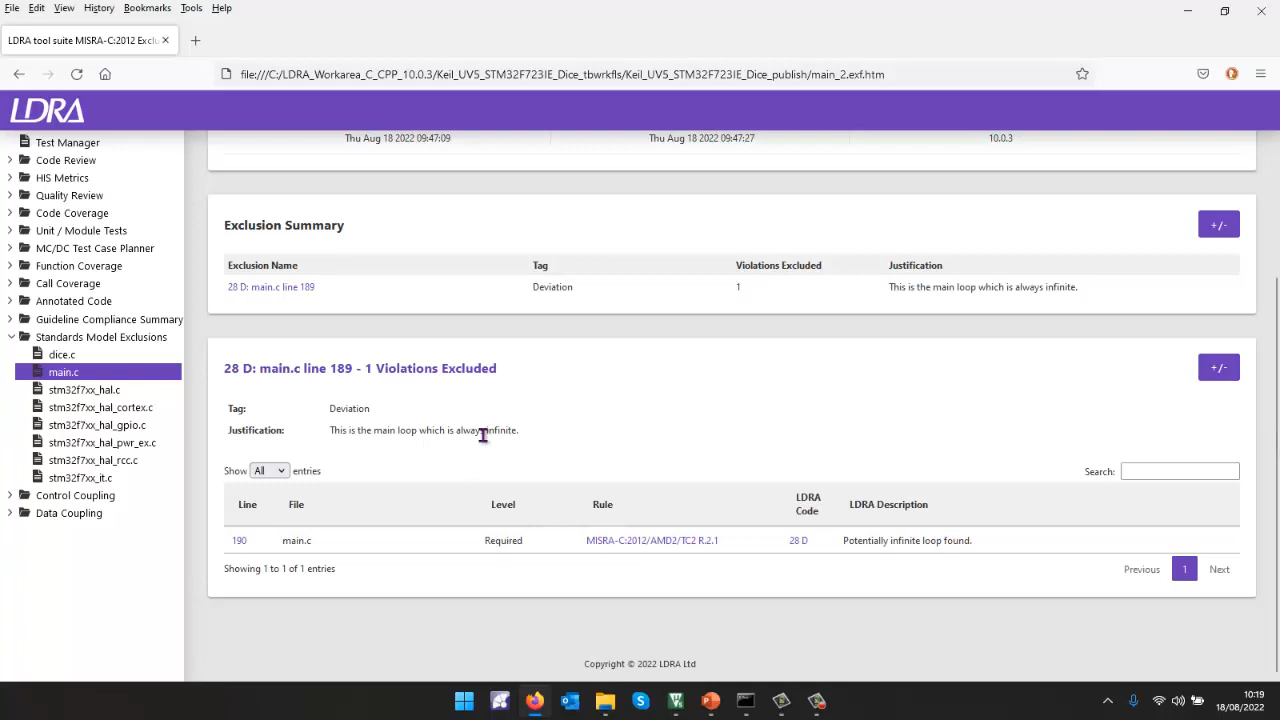 File Edit View History Bookmarks Tools Help
LDRA tool suite MISRA-C:2012 Exclu
file:///C:/LDRA_Workarea_C_CPP_10.0.3/Keil_UV5_STM32F723IE_Dice_tbwrkfls/Keil_UV5_STM32F723IE_Dice_publish/main_2.exf.htm
LDRA
Test Manager
Code Review
HIS Metrics
Quality Review
Code Coverage
Unit / Module Tests
MC/DC Test Case Planner
Function Coverage
Call Coverage
Annotated Code
Guideline Compliance Summary
Standards Model Exclusions
dice.c
main.c
stm32f7xx_hal.c
stm32f7xx_hal_cortex.c
stm32f7xx_hal_gpio.c
stm32f7xx_hal_pwr_ex.c
stm32f7xx_hal_rcc.c
stm32f7xx_it.c
Control Coupling
Data Coupling
Thu Aug 18 2022 09:47:09 Thu Aug 18 2022 09:47:27 10.0.3
Exclusion Summary +/-
Exclusion Name Tag Violations Excluded Justification
28 D: main.c line 189 Deviation 1 This is the main loop which is always infinite.
28 D: main.c line 189 - 1 Violations Excluded +/-
Tag: Deviation
Justification: This is the main loop which is always infinite.
Show All entries Search:
Line File Level Rule LDRA Code LDRA Description
190 main.c Required MISRA-C:2012/AMD2/TC2 R.2.1 28 D Potentially infinite loop found.
Showing 1 to 1 of 1 entries Previous 1 Next
Copyright © 2022 LDRA Ltd
10:19
18/08/2022